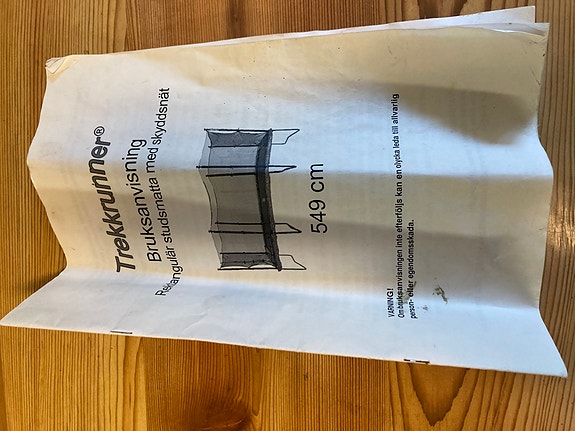 Trekkrunner®
Bruksanvisning
Rektangulär studsmatta med skyddsnät
549 cm
VARNING!
Om bruksanvisningen inte efterföljs kan en olycka leda till allvarlig
person- eller egendomsskada.